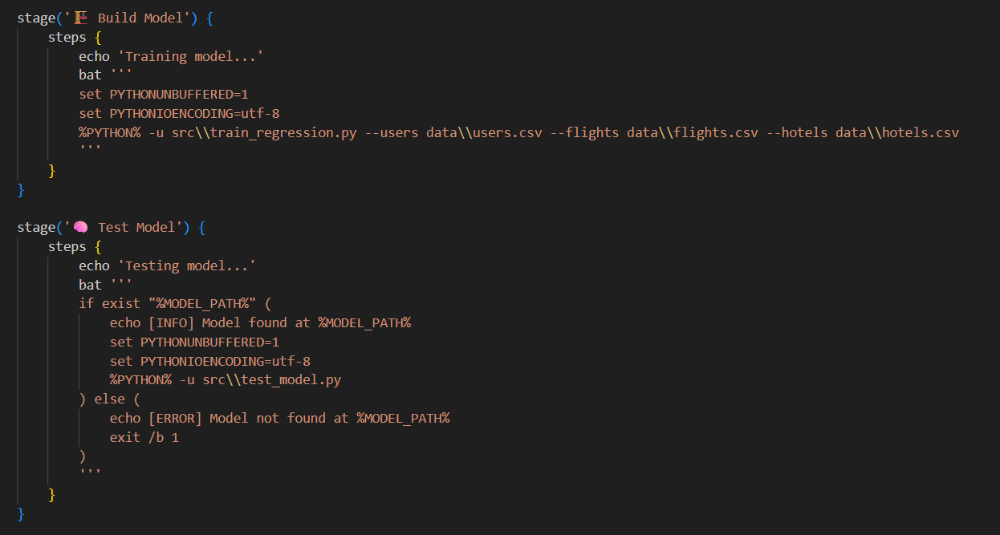 stage('🏗️ Build Model') {
    steps {
        echo 'Training model...'
        bat '''
        set PYTHONUNBUFFERED=1
        set PYTHONIOENCODING=utf-8
        %PYTHON% -u src\\train_regression.py --users data\\users.csv --flights data\\flights.csv --hotels data\\hotels.csv
        '''
    }
}

stage('🧠 Test Model') {
    steps {
        echo 'Testing model...'
        bat '''
        if exist "%MODEL_PATH%" (
            echo [INFO] Model found at %MODEL_PATH%
            set PYTHONUNBUFFERED=1
            set PYTHONIOENCODING=utf-8
            %PYTHON% -u src\\test_model.py
        ) else (
            echo [ERROR] Model not found at %MODEL_PATH%
            exit /b 1
        )
        '''
    }
}